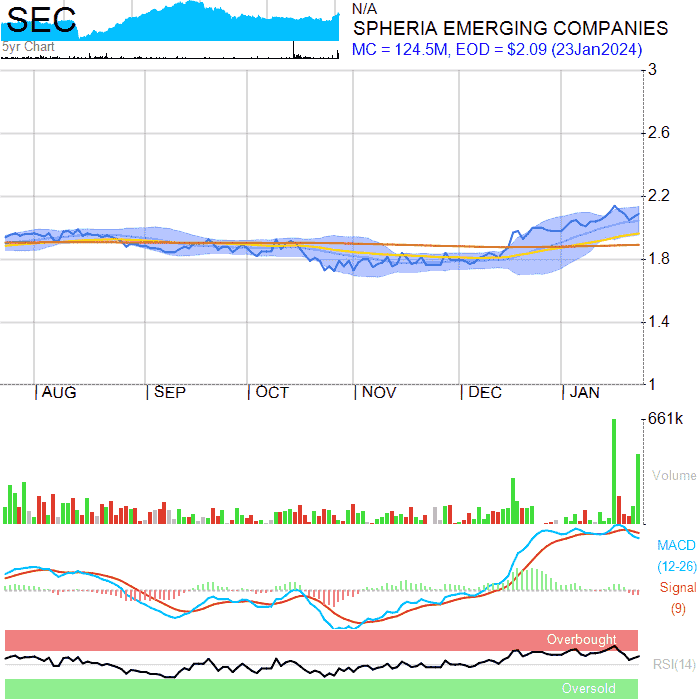 SEC
N/A
SPHERIA EMERGING COMPANIES
5yr Chart
MC = 124.5M, EOD = $2.09 (23Jan2024)
3
2.6
2.2
1.8
1.4
1
AUG SEP OCT NOV DEC JAN
661k
Volume
MACD
(12-26)
Signal
(9)
Overbought
RSI(14)
Oversold